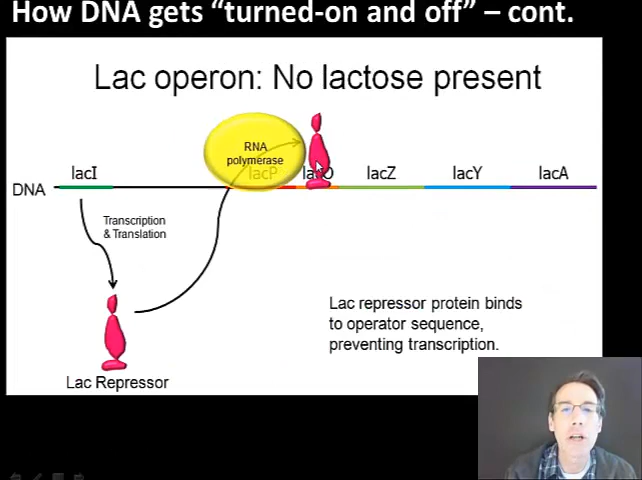 How DNA gets "turned-on and off" – cont.
Lac operon: No lactose present
RNA
polymerase
lacI
lacP
lacO
lacZ
lacY
lacA
DNA
Transcription
& Translation
Lac repressor protein binds
to operator sequence,
preventing transcription.
Lac Repressor